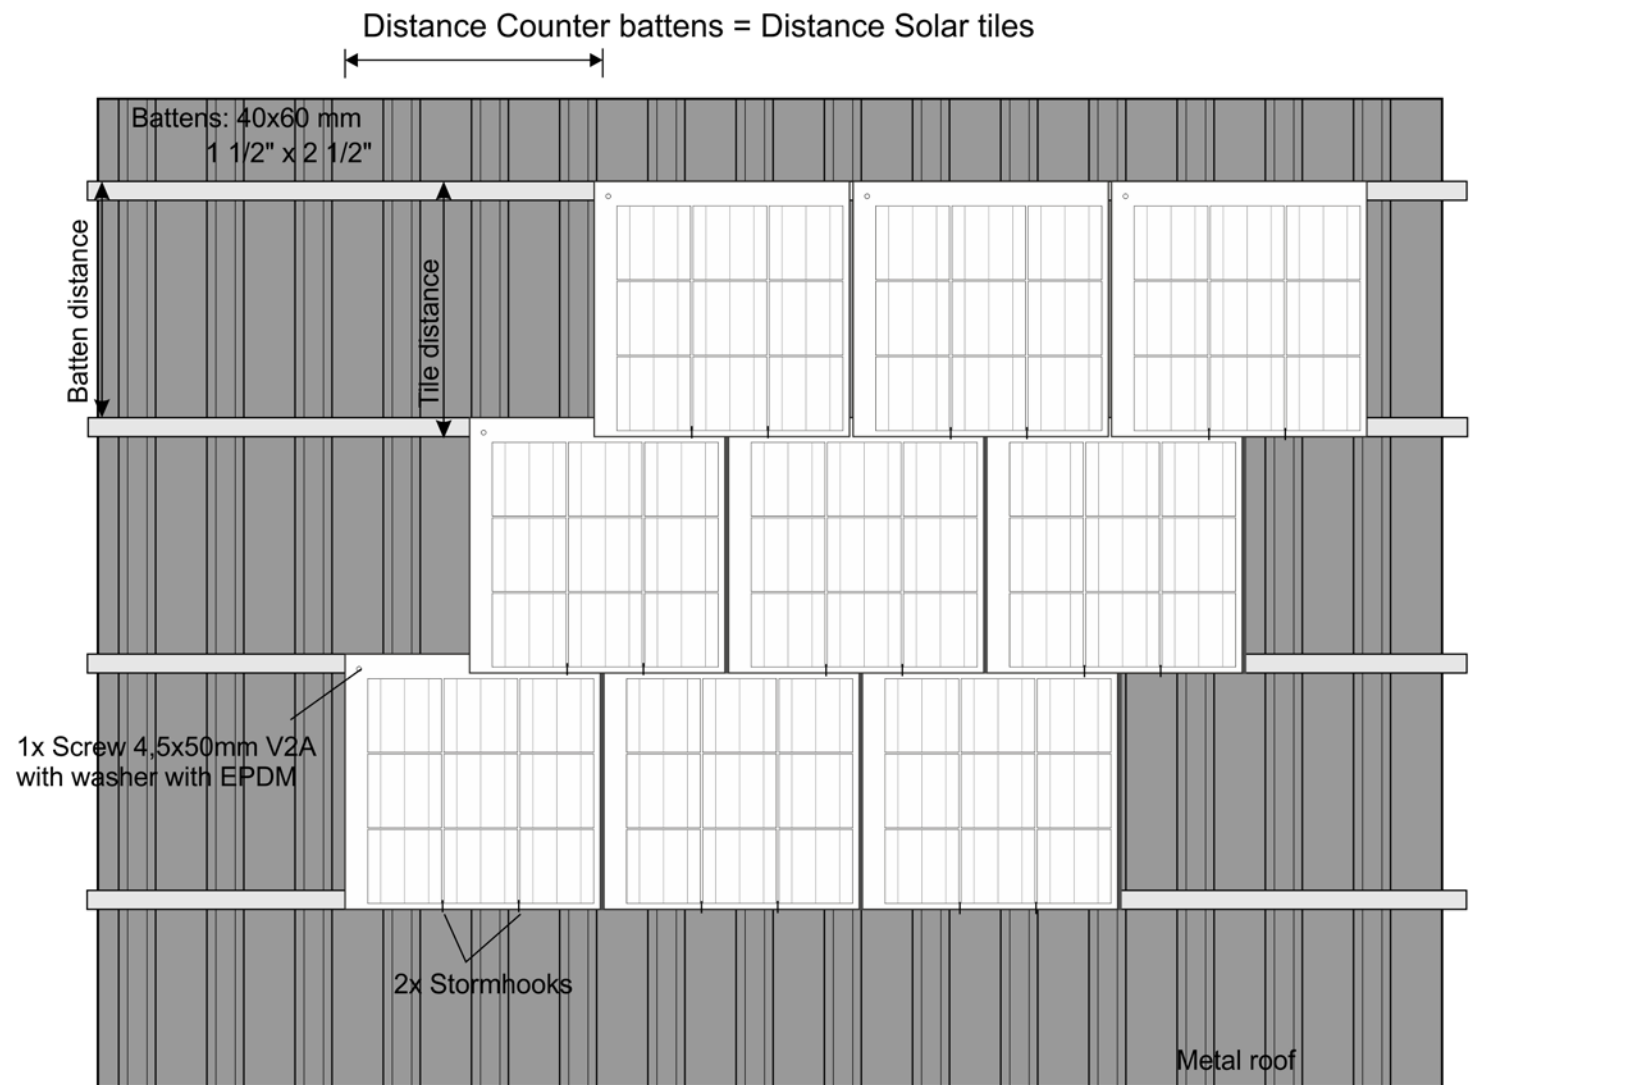 Distance Counter battens = Distance Solar tiles
Battens: 40x60 mm
1 1/2" x 2 1/2"
Batten distance
Tile distance
1x Screw 4,5x50mm V2A
with washer with EPDM
2x Stormhooks
Metal roof